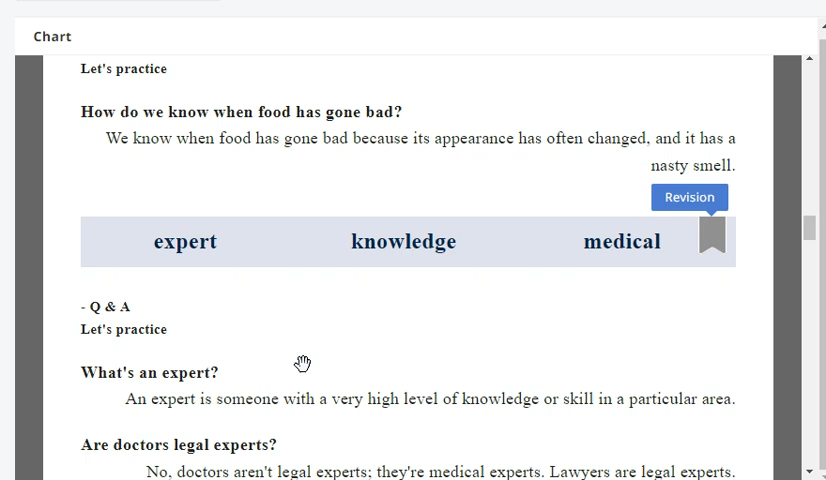 Chart
Let's practice
How do we know when food has gone bad?
We know when food has gone bad because its appearance has often changed, and it has a
nasty smell.
Revision
expert knowledge medical
- Q & A
Let's practice
What's an expert?
An expert is someone with a very high level of knowledge or skill in a particular area.
Are doctors legal experts?
No, doctors aren't legal experts; they're medical experts. Lawyers are legal experts.